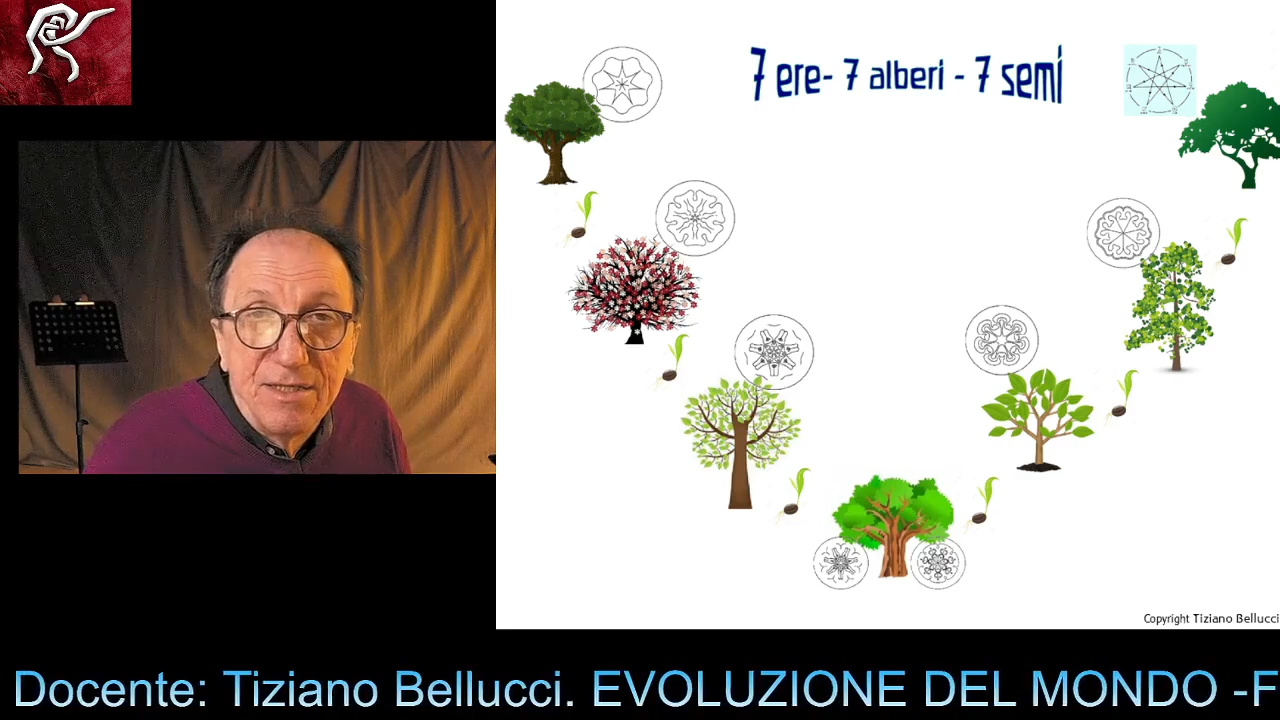 7 ere- 7 alberi - 7 semi
Copyright Tiziano Bellucci
Docente: Tiziano Bellucci. EVOLUZIONE DEL MONDO -F